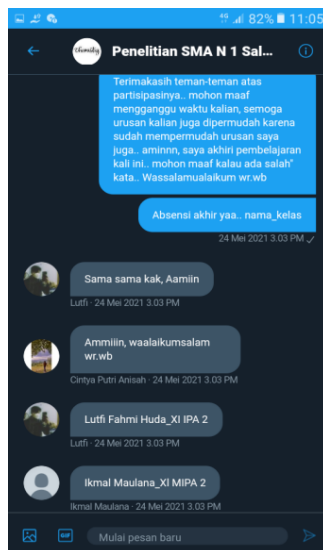 82% 11:05
Penelitian SMA N 1 Sal...
Terimakasih teman-teman atas
partisipasinya.. mohon maaf
mengganggu waktu kalian, semoga
urusan kalian juga dipermudah karena
sudah mempermudah urusan saya
juga.. aminnn, saya akhiri pembelajaran
kali ini.. mohon maaf kalau ada salah"
kata.. Wassalamualaikum wr.wb
Absensi akhir yaa.. nama_kelas
24 Mei 2021 3.03 PM
Sama sama kak, Aamiin
Lutfi · 24 Mei 2021 3.03 PM
Ammiiin, waalaikumsalam
wr.wb
Cintya Putri Anisah · 24 Mei 2021 3.03 PM
Lutfi Fahmi Huda_XI IPA 2
Lutfi · 24 Mei 2021 3.03 PM
Ikmal Maulana_XI MIPA 2
Ikmal Maulana · 24 Mei 2021 3.03 PM
GIF
Mulai pesan baru